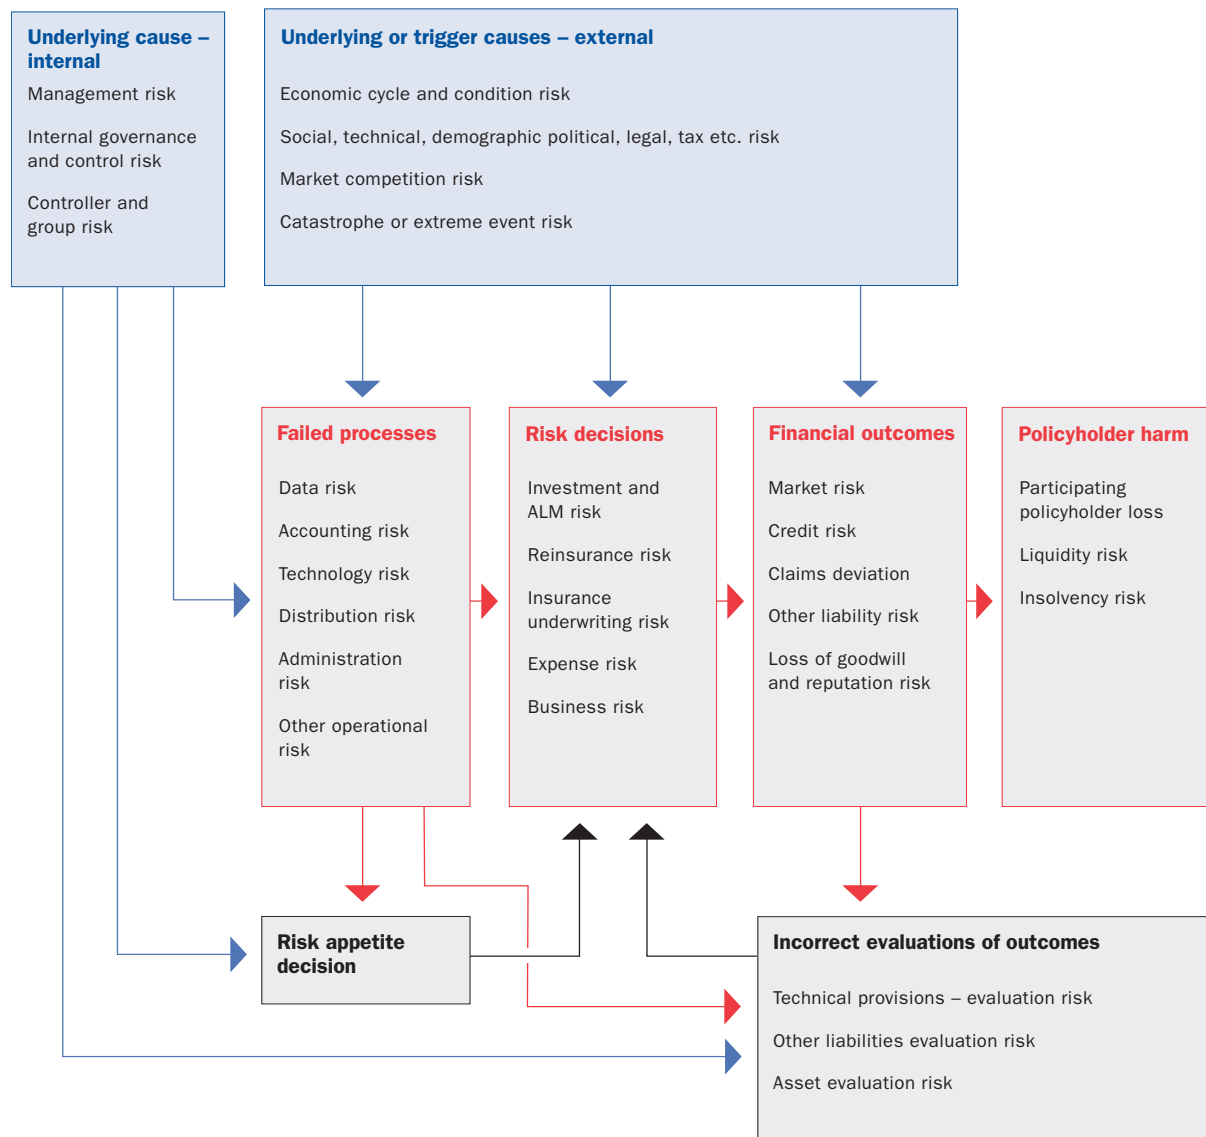 Underlying cause –
internal
Management risk
Internal governance
and control risk
Controller and
group risk
Underlying or trigger causes – external
Economic cycle and condition risk
Social, technical, demographic political, legal, tax etc. risk
Market competition risk
Catastrophe or extreme event risk
Failed processes
Data risk
Accounting risk
Technology risk
Distribution risk
Administration
risk
Other operational
risk
Risk decisions
Investment and
ALM risk
Reinsurance risk
Insurance
underwriting risk
Expense risk
Business risk
Financial outcomes
Market risk
Credit risk
Claims deviation
Other liability risk
Loss of goodwill
and reputation risk
Policyholder harm
Participating
policyholder loss
Liquidity risk
Insolvency risk
Risk appetite
decision
Incorrect evaluations of outcomes
Technical provisions – evaluation risk
Other liabilities evaluation risk
Asset evaluation risk